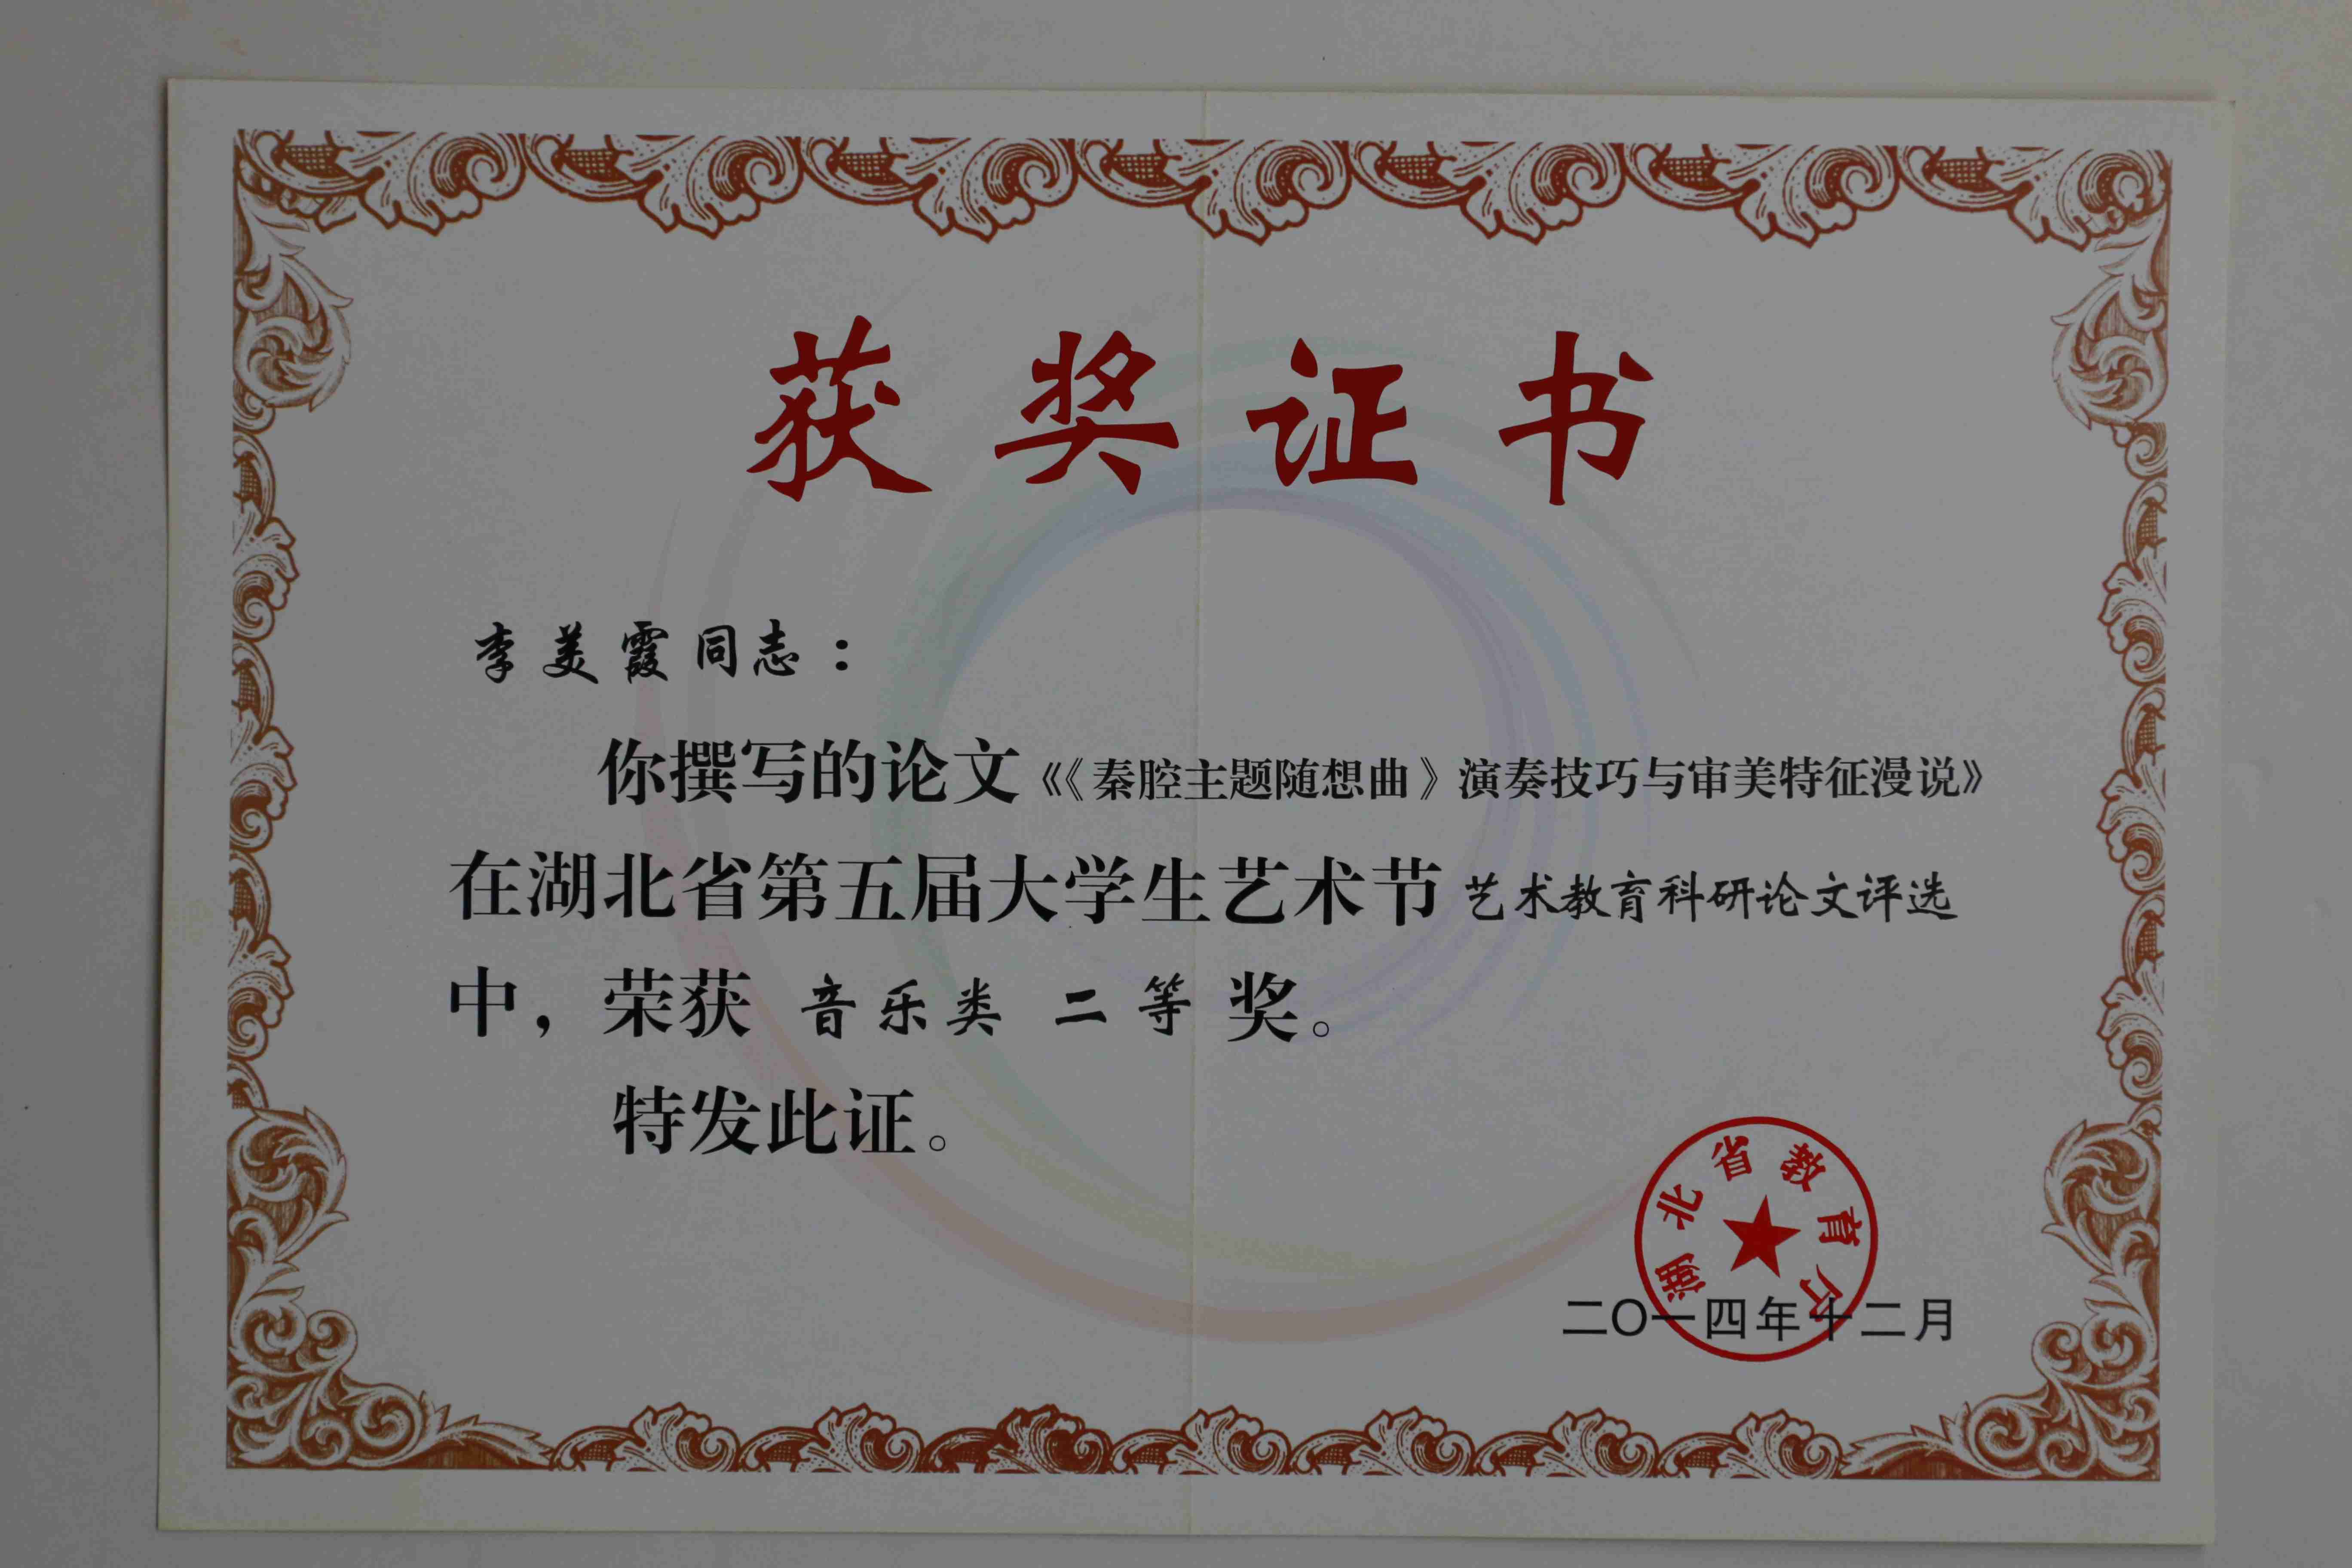 获奖证书
李美霞同志：
你撰写的论文《《秦腔主题随想曲》演奏技巧与审美特征漫说》
在湖北省第五届大学生艺术节艺术教育科研论文评选
中，荣获 音乐类 二等 奖。
特发此证。
湖北省教育厅
二〇一四年十二月